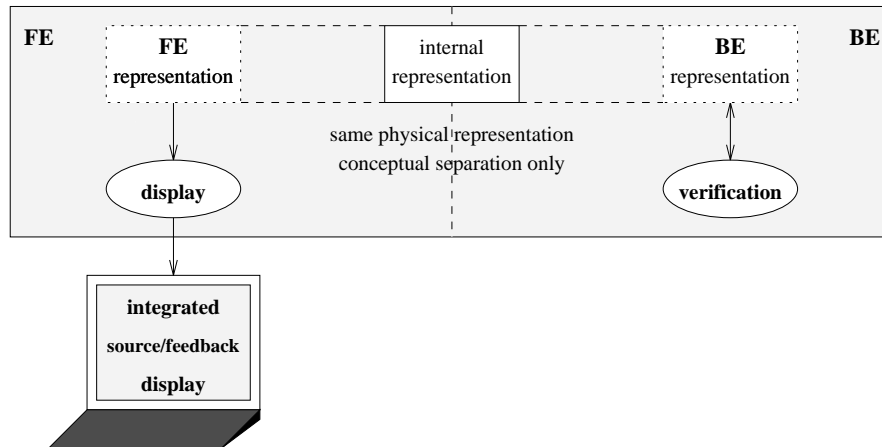 FE
BE
FE
representation
internal
representation
BE
representation
same physical representation
conceptual separation only
display
verification
integrated
source/feedback
display